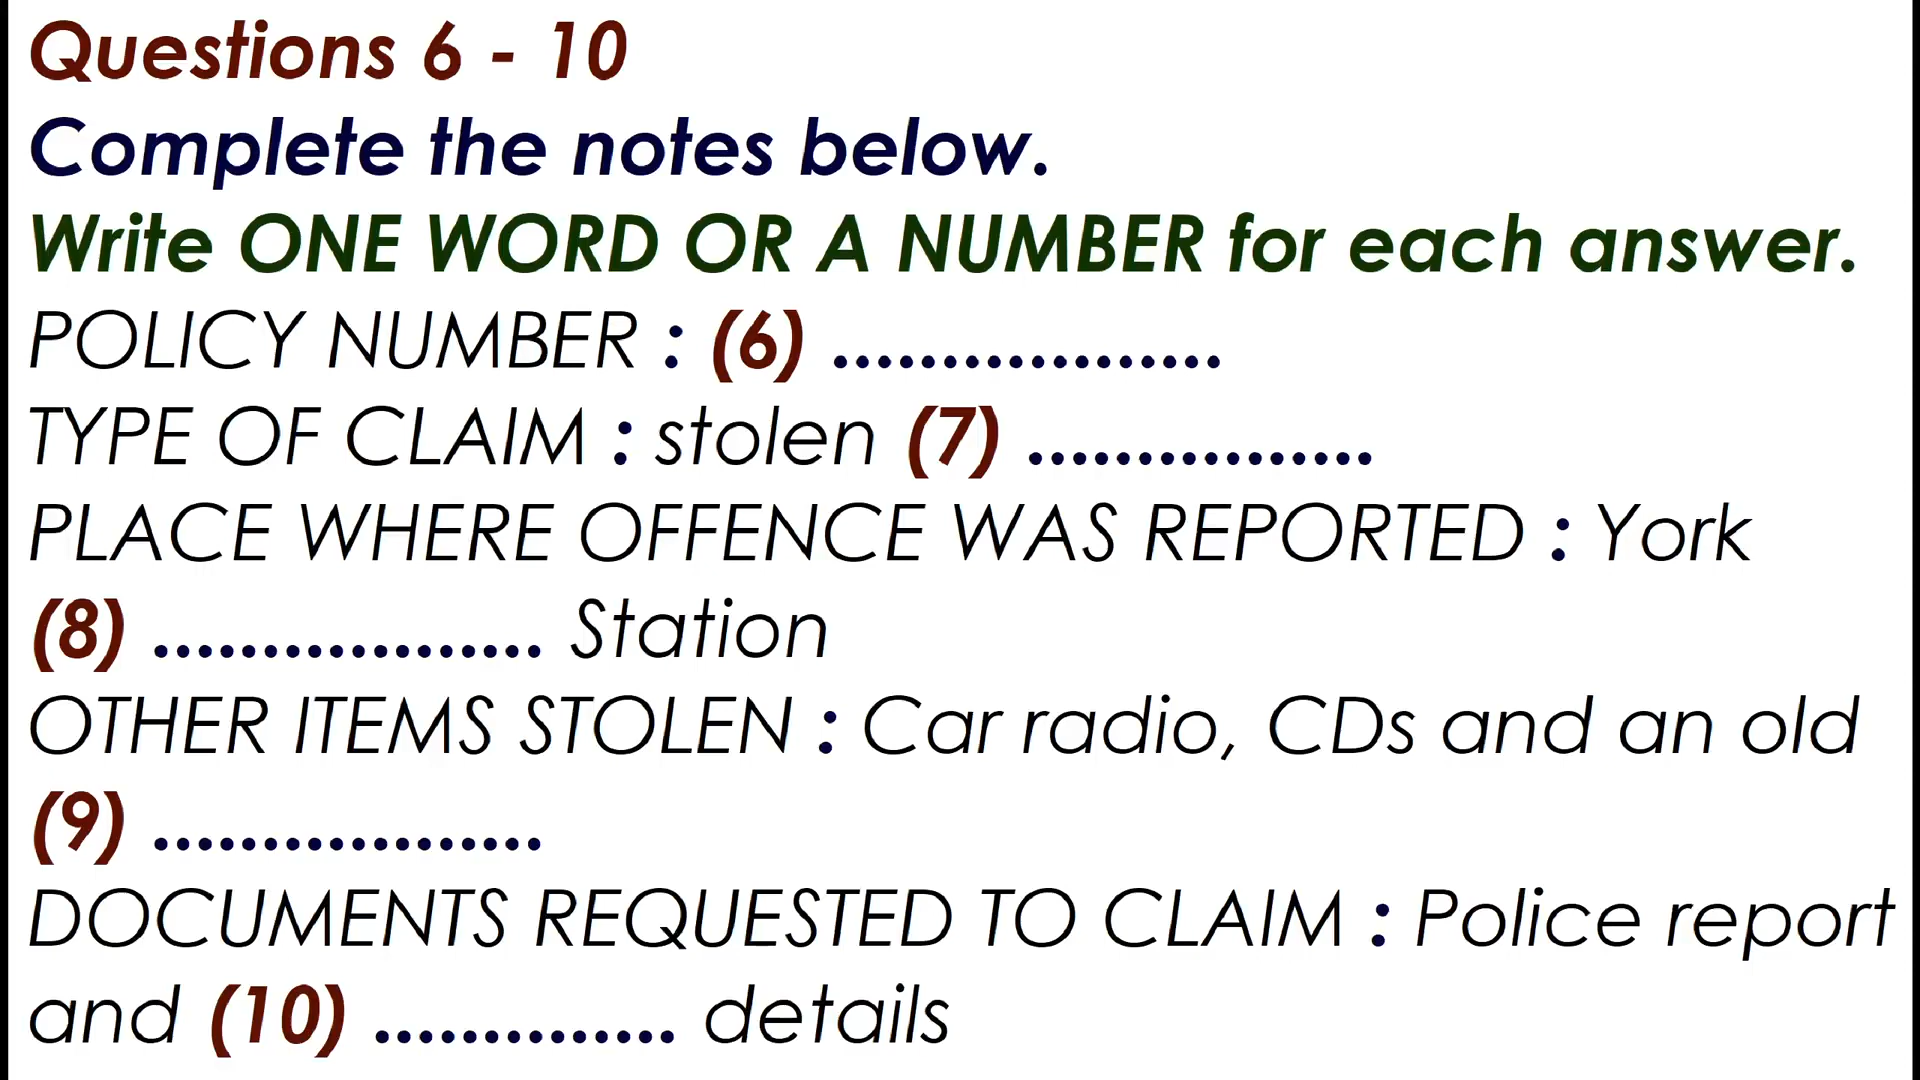 Questions 6 - 10
Complete the notes below.
Write ONE WORD OR A NUMBER for each answer.
POLICY NUMBER : (6) ..................
TYPE OF CLAIM : stolen (7) ................
PLACE WHERE OFFENCE WAS REPORTED : York
(8) .................. Station
OTHER ITEMS STOLEN : Car radio, CDs and an old
(9) ..................
DOCUMENTS REQUESTED TO CLAIM : Police report
and (10) .............. details